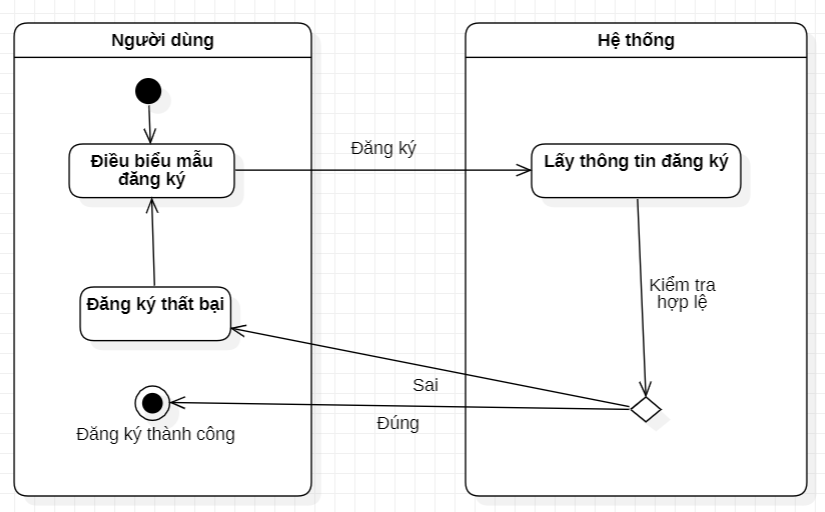 Người dùng
Hệ thống
Điều biểu mẫu
đăng ký
Đăng ký
Lấy thông tin đăng ký
Kiểm tra
hợp lệ
Đăng ký thất bại
Sai
Đúng
Đăng ký thành công